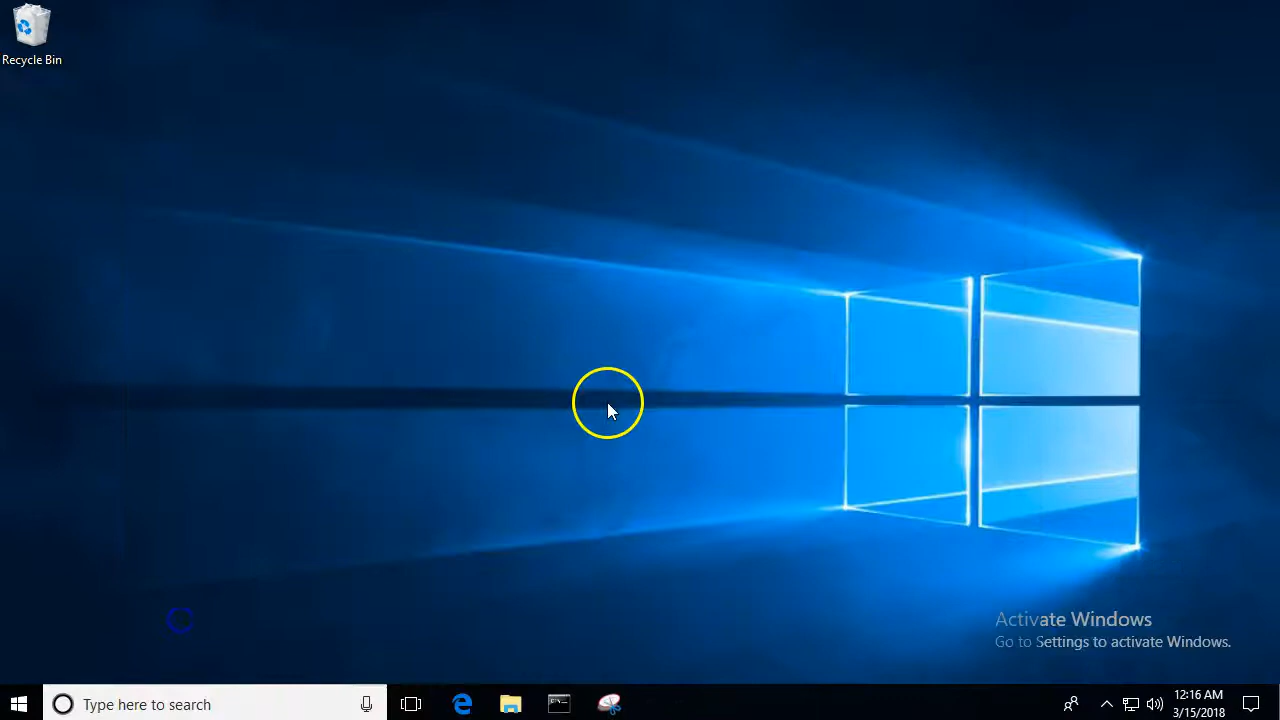 Recycle Bin
Activate Windows
Go to Settings to activate Windows.
Type here to search
12:16 AM
3/15/2018